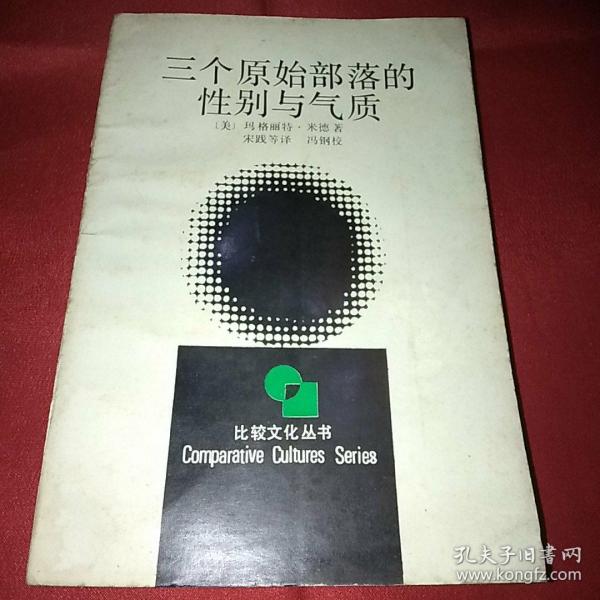 三个原始部落的
性别与气质
〔美〕玛格丽特·米德著
宋践等译 冯钢校
比较文化丛书
Comparative Cultures Series
孔夫子旧書网
www.kongfz.com